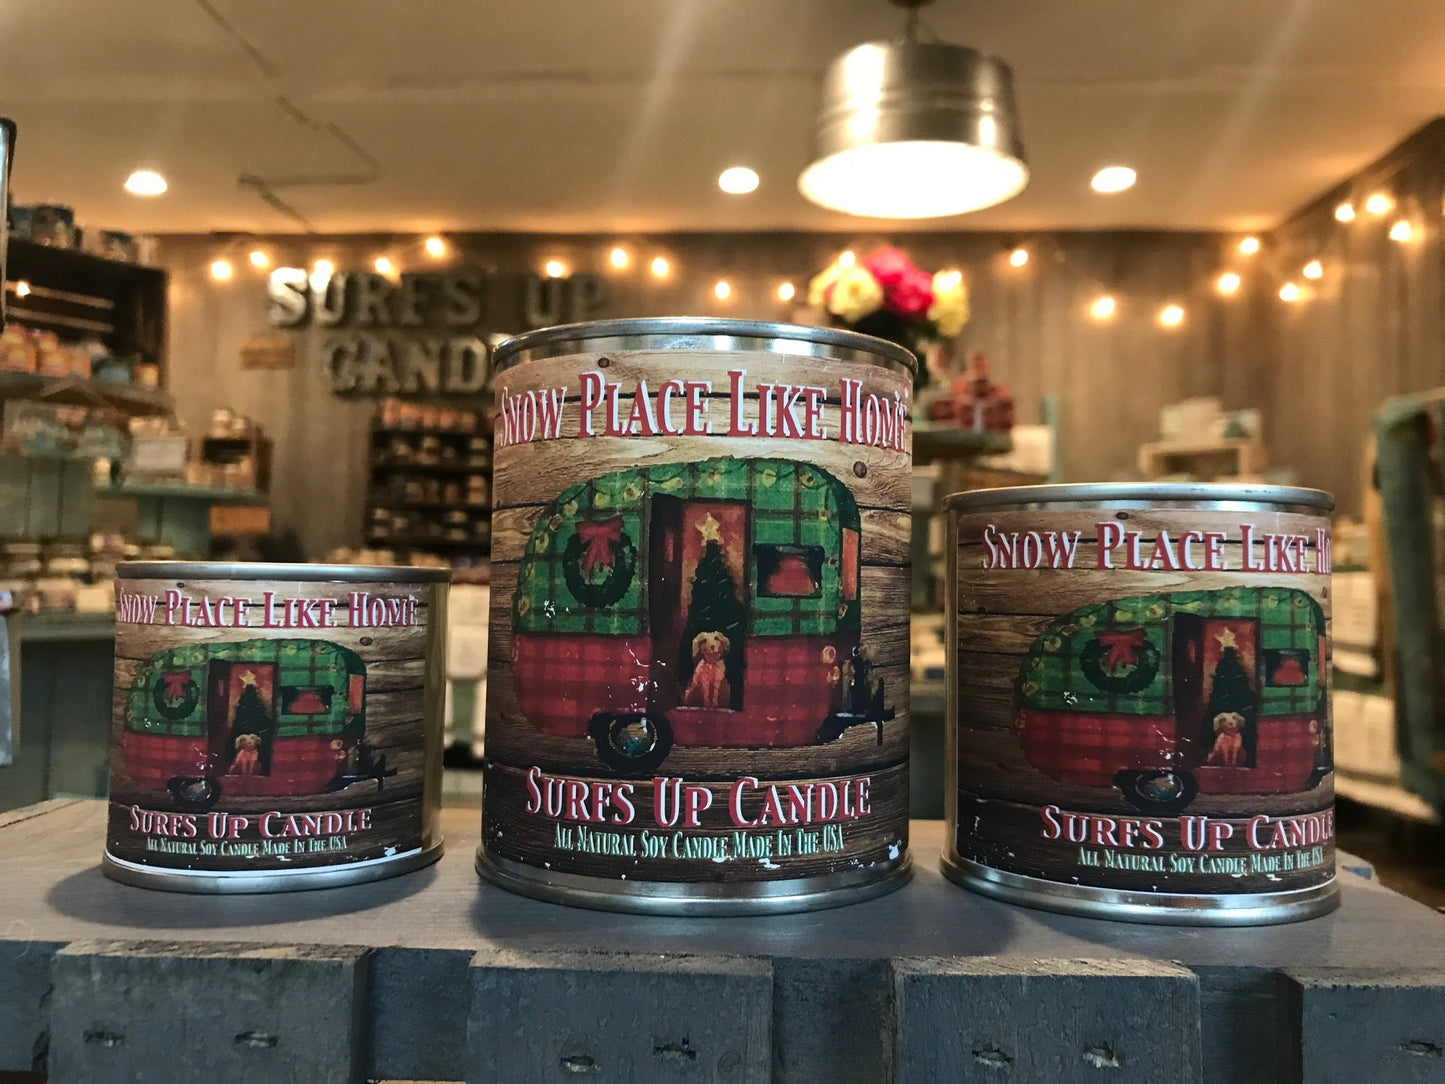 SURFS UP
CAND
SNOW PLACE LIKE HOME
SURFS UP CANDLE
ALL NATURAL SOY CANDLE MADE IN THE USA
SNOW PLACE LIKE HOME
SURFS UP CANDLE
ALL NATURAL SOY CANDLE MADE IN THE USA
SNOW PLACE LIKE H
SURFS UP CANDLE
ALL NATURAL SOY CANDLE MADE IN THE USA